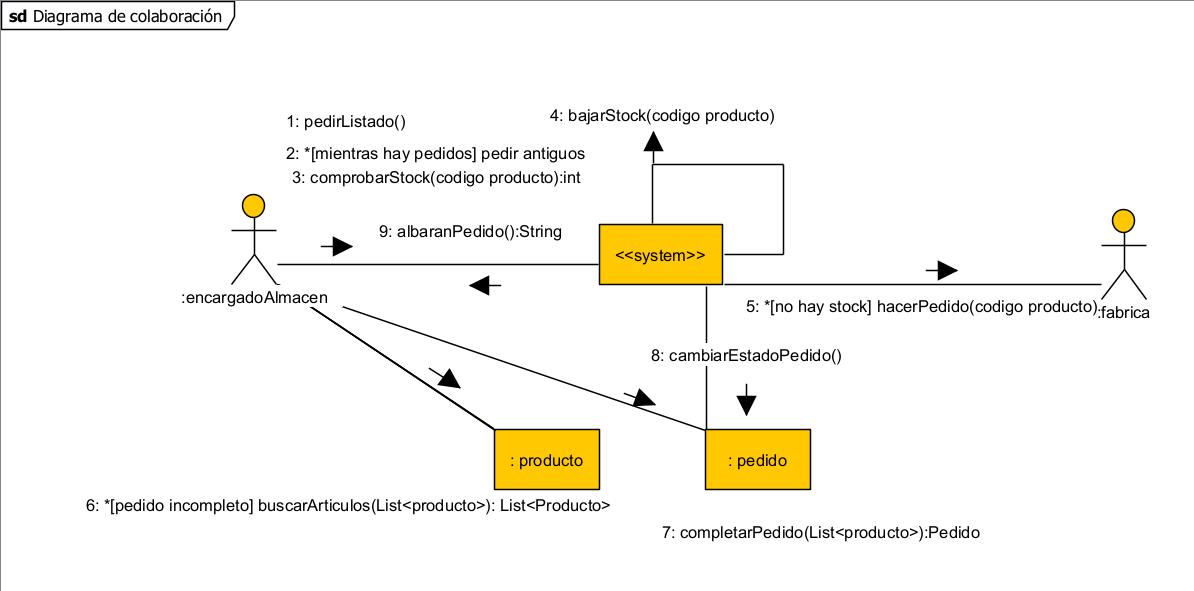 sd Diagrama de colaboración
4: bajarStock(codigo producto)
1: pedirListado()
2: *[mientras hay pedidos] pedir antiguos
3: comprobarStock(codigo producto):int
9: albaranPedido():String
<<system>>
:encargadoAlmacen
5: *[no hay stock] hacerPedido(codigo producto)
:fabrica
8: cambiarEstadoPedido()
: producto
: pedido
6: *[pedido incompleto] buscarArticulos(List<producto>): List<Producto>
7: completarPedido(List<producto>):Pedido